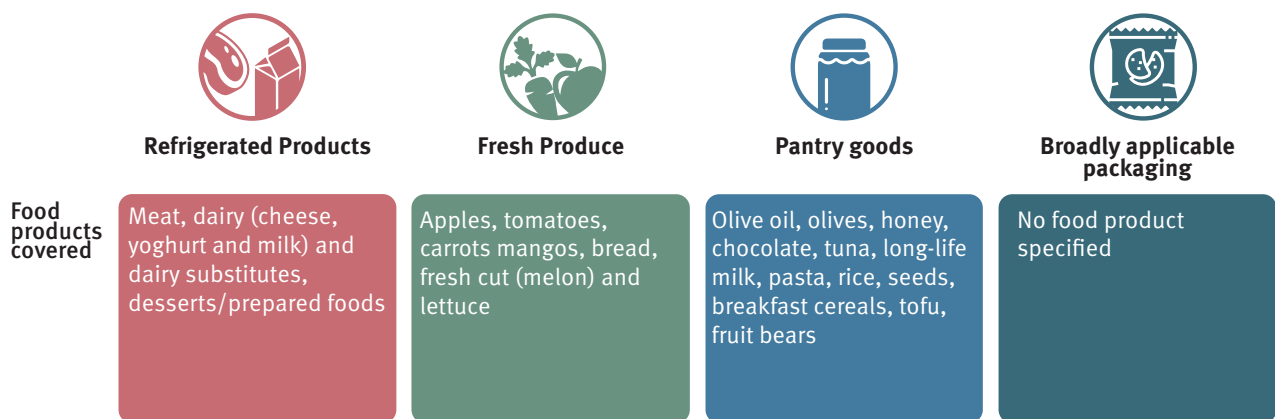 Refrigerated Products
Fresh Produce
Pantry goods
Broadly applicable
packaging
Food
products
covered
Meat, dairy (cheese,
yoghurt and milk) and
dairy substitutes,
desserts/prepared foods
Apples, tomatoes,
carrots mangos, bread,
fresh cut (melon) and
lettuce
Olive oil, olives, honey,
chocolate, tuna, long-life
milk, pasta, rice, seeds,
breakfast cereals, tofu,
fruit bears
No food product
specified